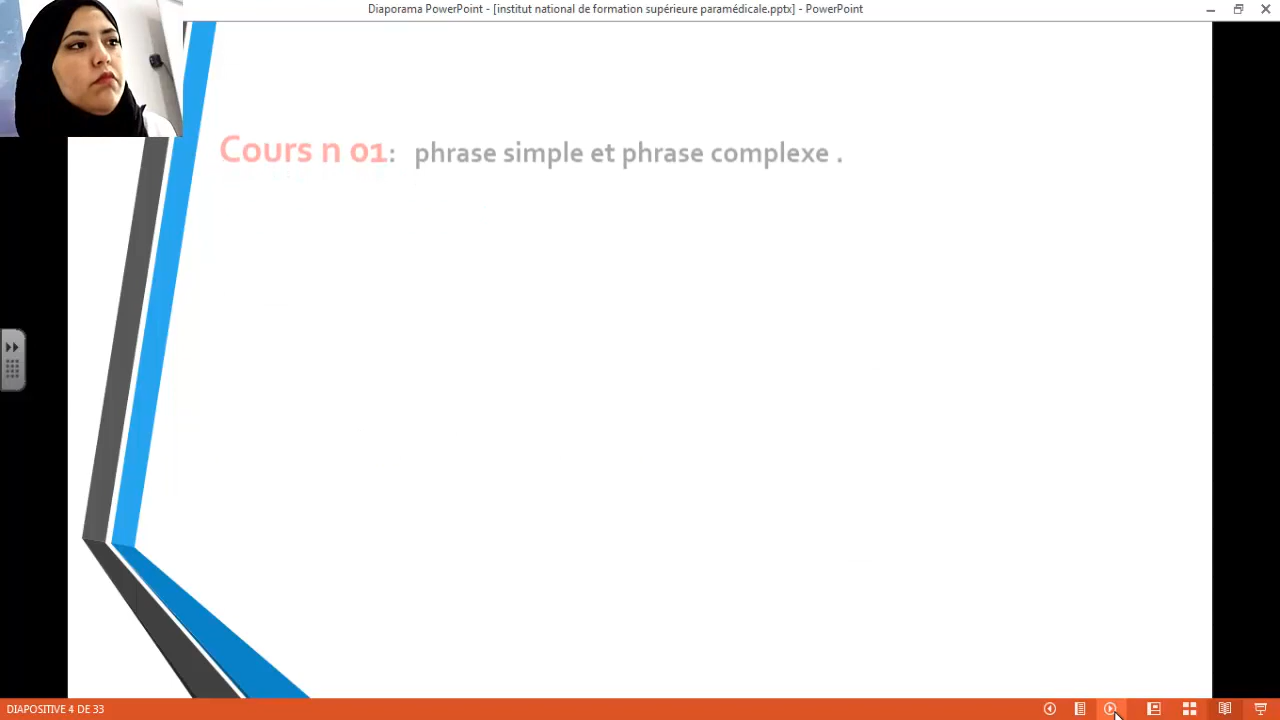 Diaporama PowerPoint - [institut national de formation supérieure paramédicale.pptx] - PowerPoint
Cours n 01: phrase simple et phrase complexe .
DIAPOSITIVE 4 DE 33